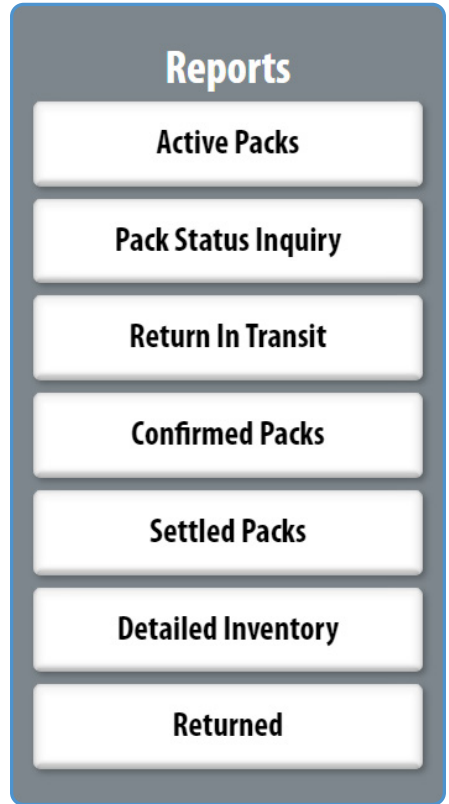 Reports
Active Packs
Pack Status Inquiry
Return In Transit
Confirmed Packs
Settled Packs
Detailed Inventory
Returned